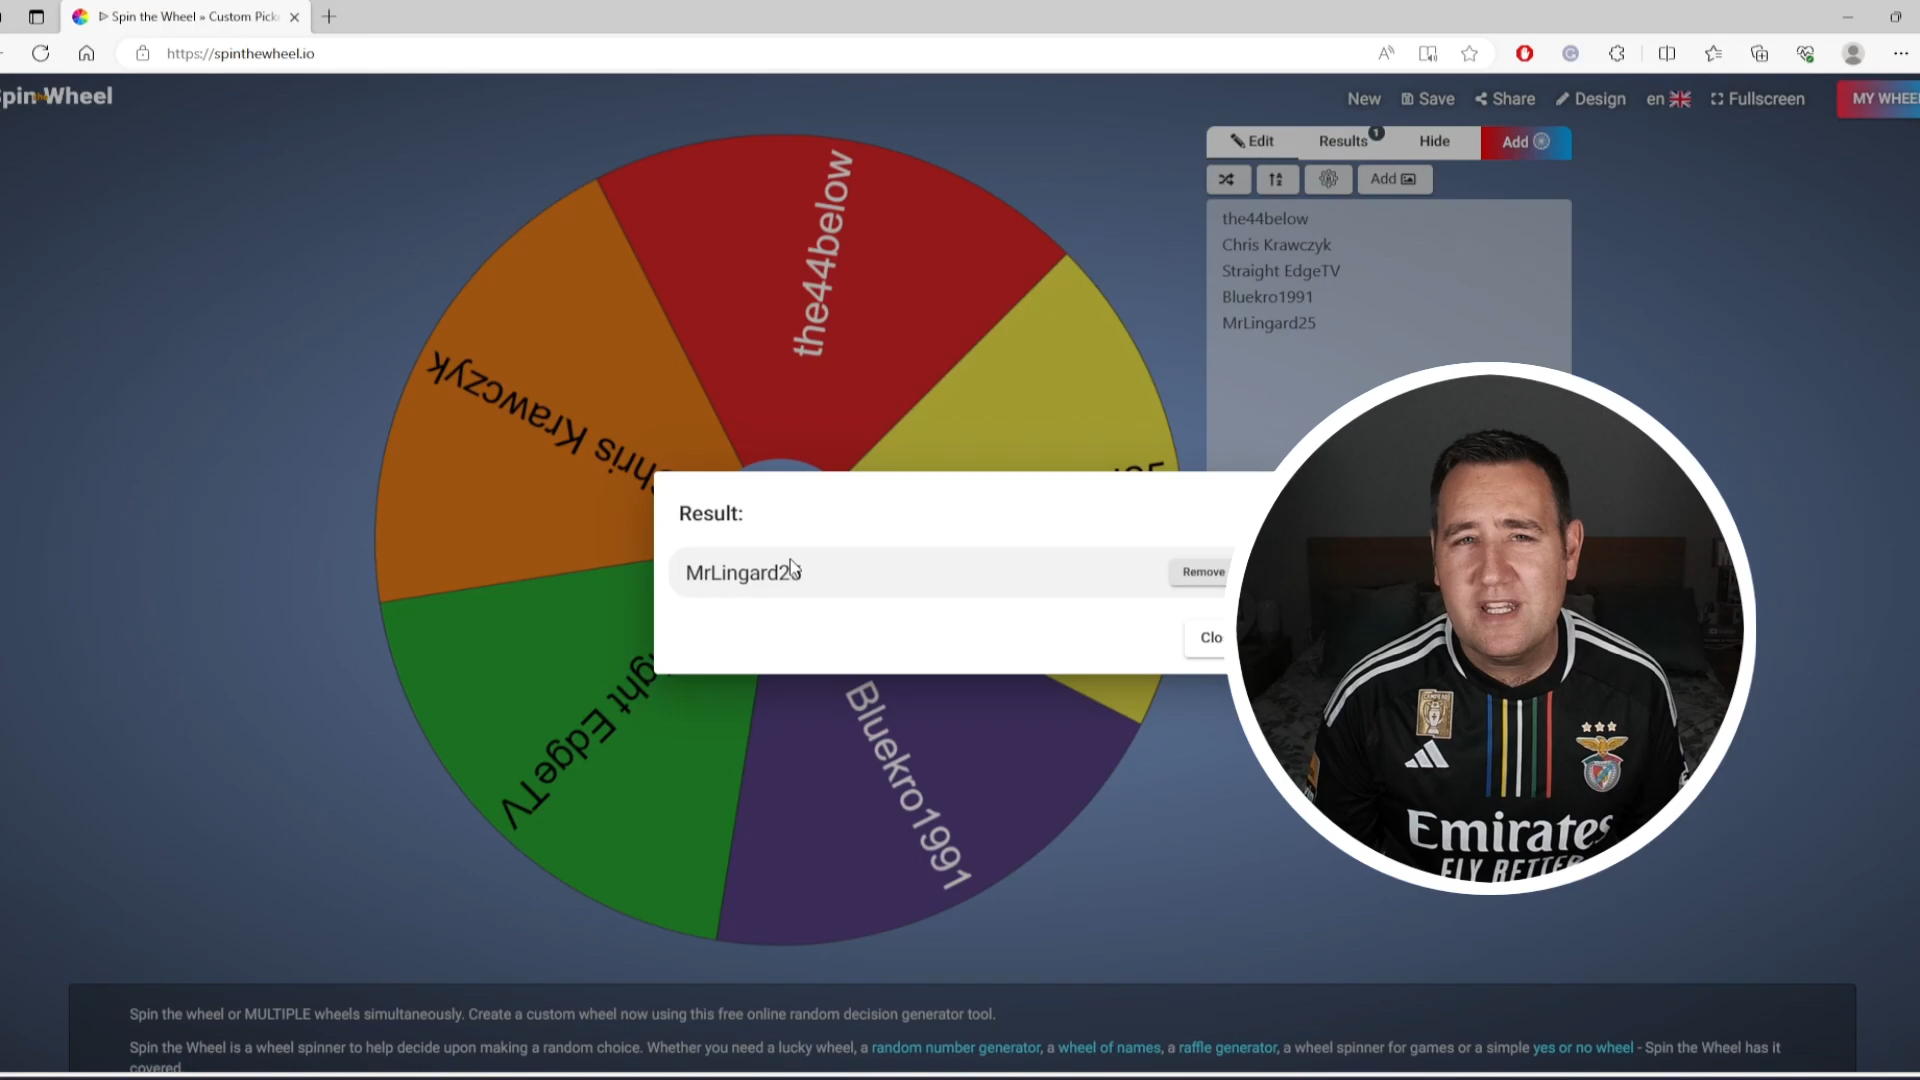 Spin the Wheel » Custom Pick
https://spinthewheel.io
pin the Wheel
New
Save
Share
Design
en
Fullscreen
MY WHEE
Edit
Results
1
Hide
Add
Add
the44below
Chris Krawczyk
Straight EdgeTV
Bluekro1991
MrLingard25
the44below
hris Krawczyk
ght EdgeTV
Bluekro1991
Result:
MrLingard25
Remove
Clo
Emirates
FLY BETTER
Spin the wheel or MULTIPLE wheels simultaneously. Create a custom wheel now using this free online random decision generator tool.
Spin the Wheel is a wheel spinner to help decide upon making a random choice. Whether you need a lucky wheel, a random number generator, a wheel of names, a raffle generator, a wheel spinner for games or a simple yes or no wheel - Spin the Wheel has it
covered